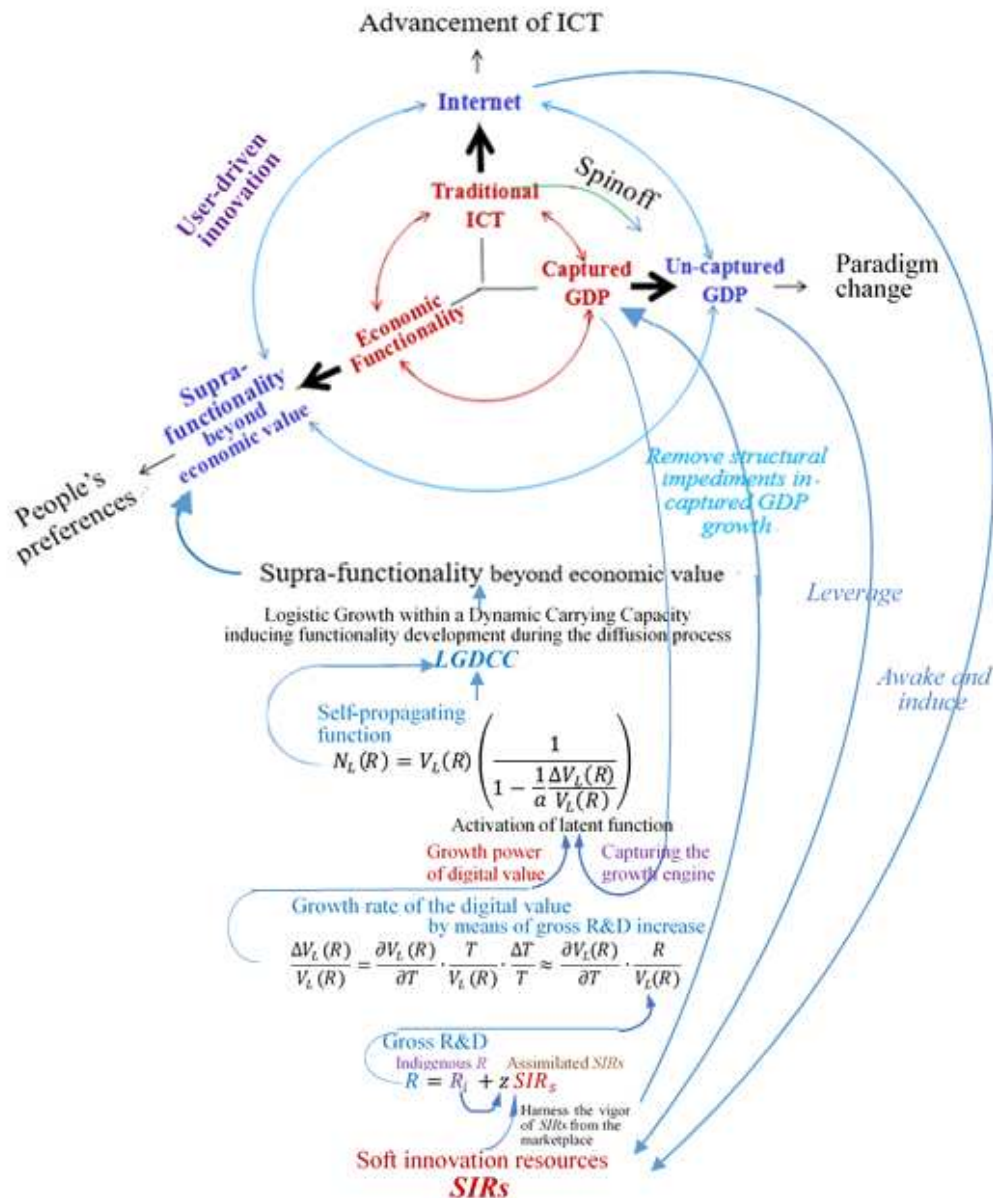 Advancement of ICT
Internet
User-driven
innovation
Traditional
ICT
Spinoff
Captured
GDP
Un-captured
GDP
Paradigm
change
Economic
Functionality
Supra-
functionality
beyond
economic value
People's
preferences
Remove structural
impediments in-
captured GDP
growth
Supra-functionality beyond economic value
Leverage
Logistic Growth within a Dynamic Carrying Capacity
inducing functionality development during the diffusion process
LGDCC
Awake and
induce
Self-propagating
function
N_L(R) = V_L(R) ( 1 / (1 − (1/a) (ΔV_L(R) / V_L(R))) )
Activation of latent function
Growth power
of digital value
Capturing the
growth engine
Growth rate of the digital value
by means of gross R&D increase
ΔV_L(R)/V_L(R) = ∂V_L(R)/∂T · T/V_L(R) · ΔT/T ≈ ∂V_L(R)/∂T · R/V_L(R)
Gross R&D
Indigenous R
Assimilated SIRs
R = R_i + z SIR_s
Harness the vigor
of SIRs from the
marketplace
Soft innovation resources
SIRs